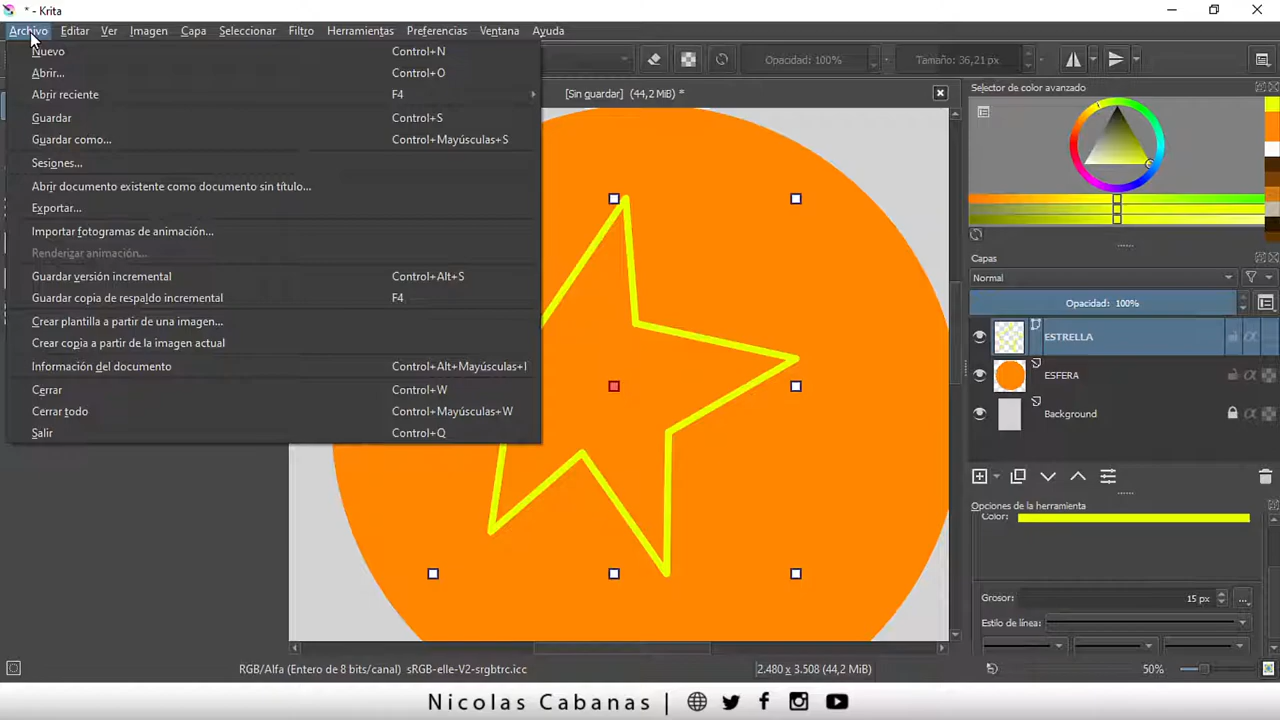 * - Krita
Archivo Editar Ver Imagen Capa Seleccionar Filtro Herramientas Preferencias Ventana Ayuda
Nuevo Control+N
Abrir... Control+O
Abrir reciente F4
Guardar Control+S
Guardar como... Control+Mayúsculas+S
Sesiones...
Abrir documento existente como documento sin título...
Exportar...
Importar fotogramas de animación...
Renderizar animación...
Guardar versión incremental Control+Alt+S
Guardar copia de respaldo incremental F4
Crear plantilla a partir de una imagen...
Crear copia a partir de la imagen actual
Información del documento Control+Alt+Mayúsculas+I
Cerrar Control+W
Cerrar todo Control+Mayúsculas+W
Salir Control+Q
Opacidad: 100%
Tamaño: 36,21 px
[Sin guardar] (44,2 MiB) *
Selector de color avanzado
Capas
Normal
Opacidad: 100%
ESTRELLA
ESFERA
Background
Opciones de la herramienta
Color:
Grosor: 15 px ...
Estilo de línea:
RGB/Alfa (Entero de 8 bits/canal) sRGB-elle-V2-srgbtrc.icc
2.480 x 3.508 (44,2 MiB)
50%
Nicolas Cabanas |